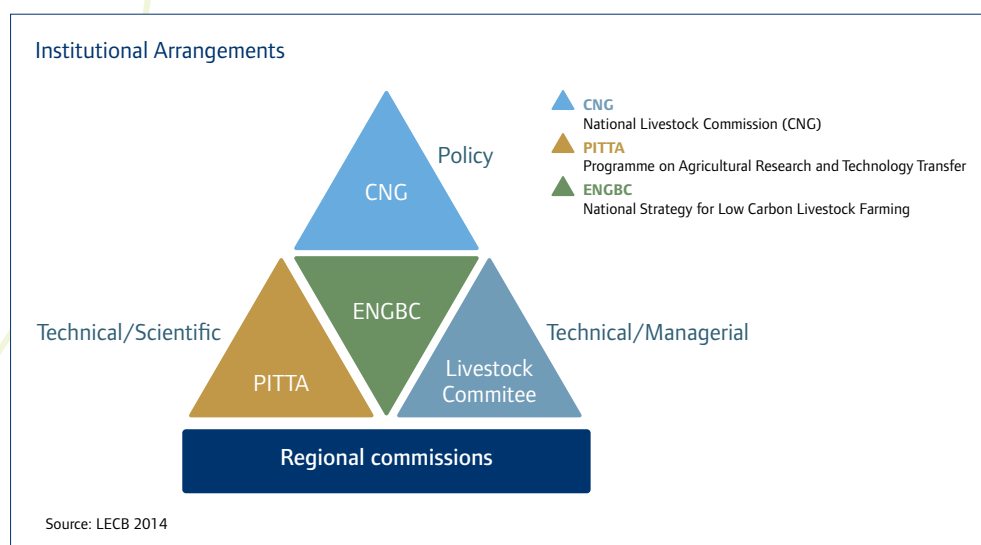 Institutional Arrangements
CNG
National Livestock Commission (CNG)
PITTA
Programme on Agricultural Research and Technology Transfer
ENGBC
National Strategy for Low Carbon Livestock Farming
Policy
CNG
ENGBC
Technical/Scientific
Technical/Managerial
PITTA
Livestock
Commitee
Regional commissions
Source: LECB 2014